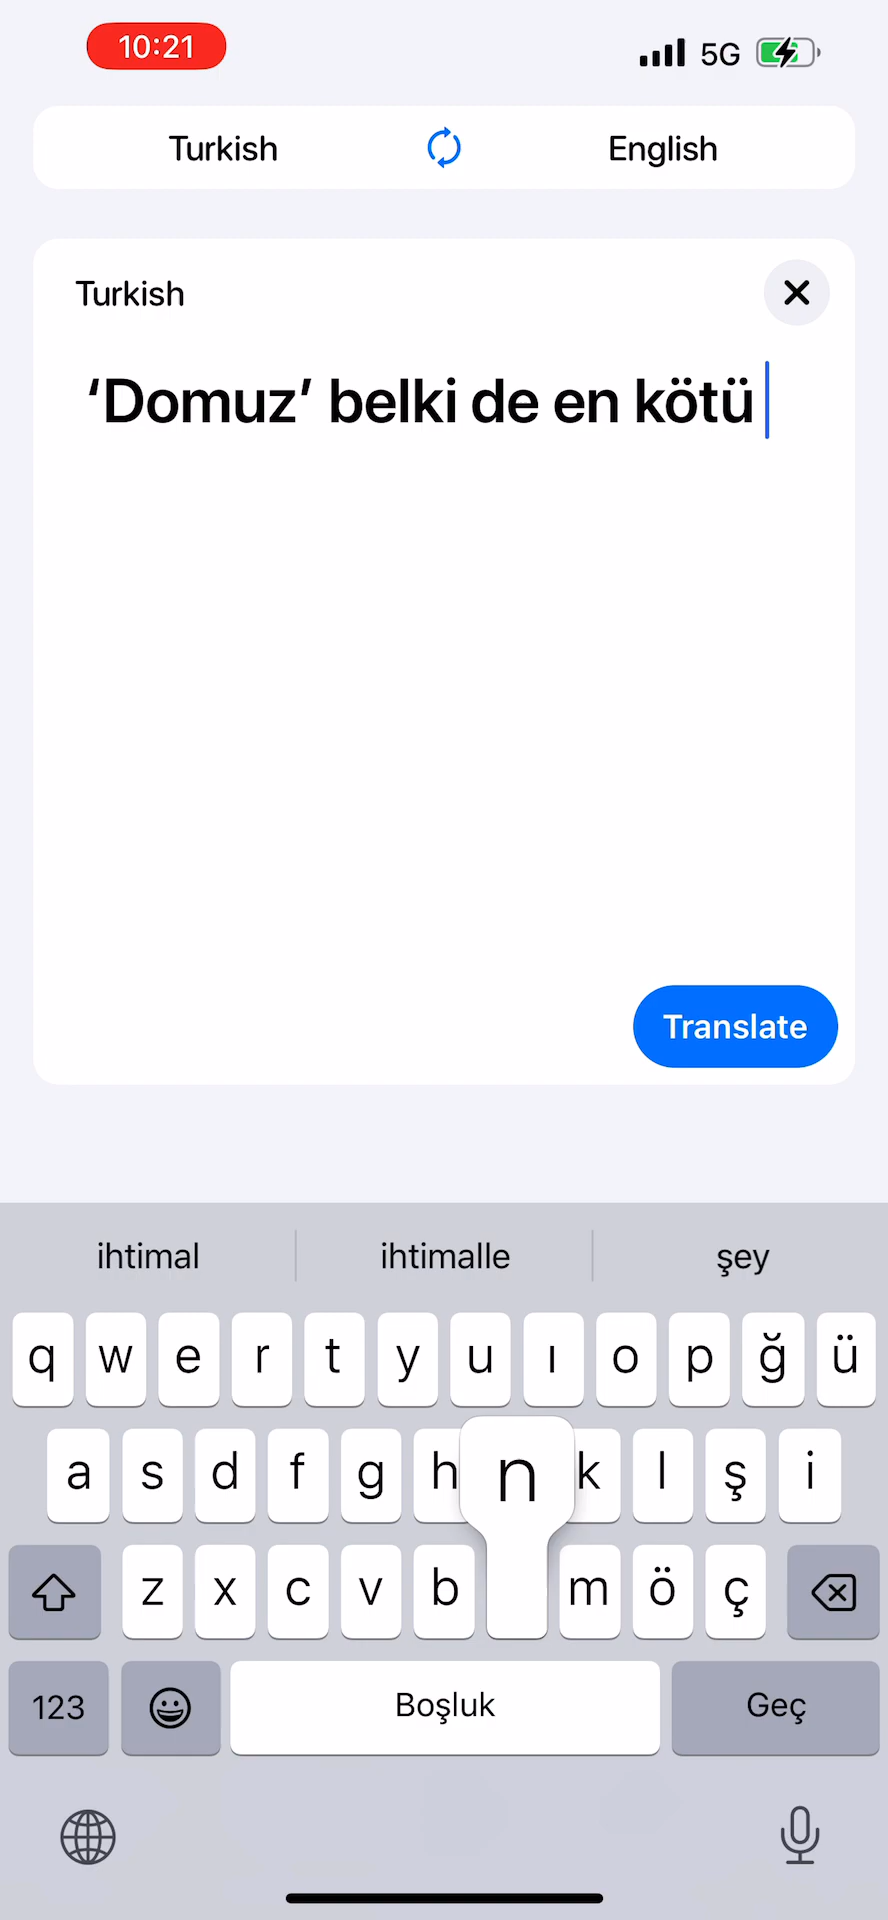 10:21
5G
Turkish English
Turkish
‘Domuz’ belki de en kötü
Translate
ihtimal ihtimalle şey
q w e r t y u ı o p ğ ü
a s d f g h n k l ş i
z x c v b m ö ç
123 Boşluk Geç